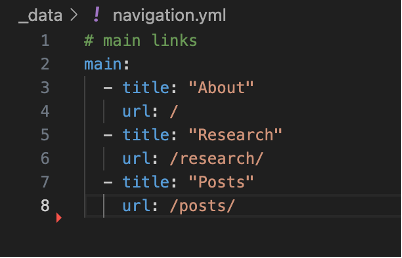 _data > ! navigation.yml
1 # main links
2 main:
3   - title: "About"
4     url: /
5   - title: "Research"
6     url: /research/
7   - title: "Posts"
8     url: /posts/